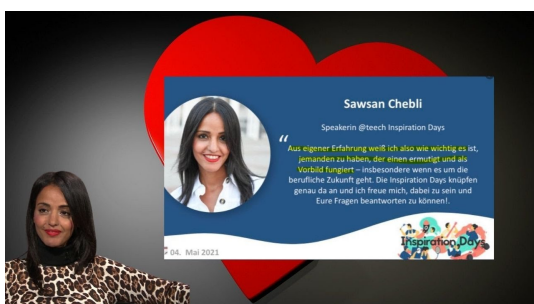 Sawsan Chebli
Speakerin @teech Inspiration Days
“
Aus eigener Erfahrung weiß ich also wie wichtig es ist,
jemanden zu haben, der einen ermutigt und als
Vorbild fungiert – insbesondere wenn es um die
berufliche Zukunft geht. Die Inspiration Days knüpfen
genau da an und ich freue mich, dabei zu sein und
Eure Fragen beantworten zu können!.
Inspiration Days
04. Mai 2021